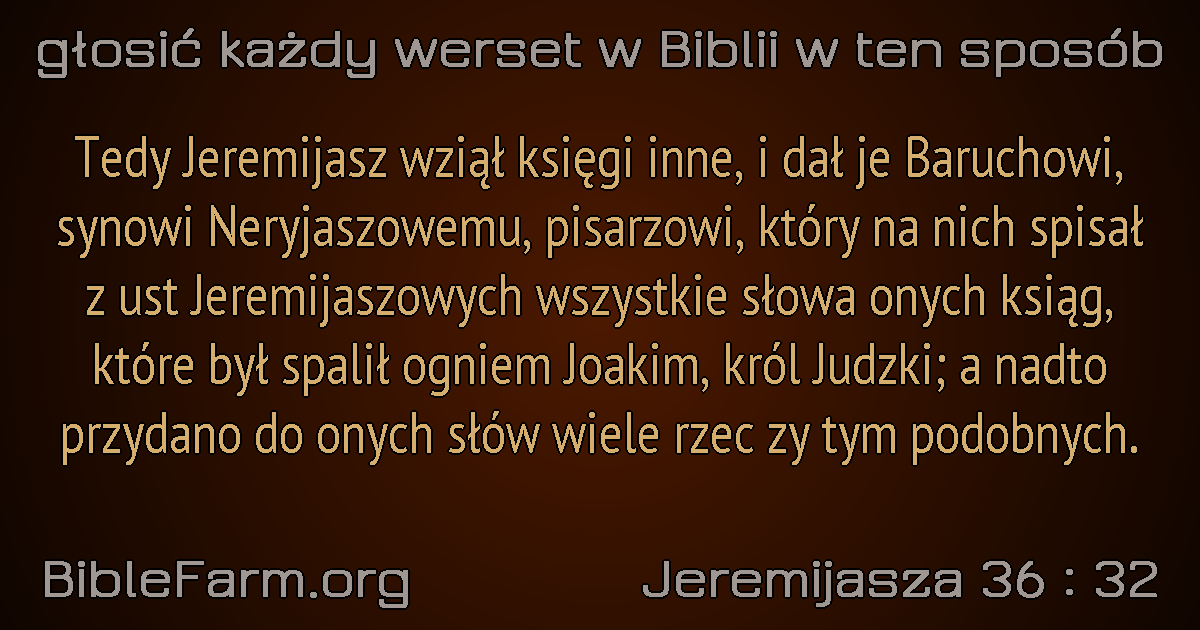 głosić każdy werset w Biblii w ten sposób
Tedy Jeremijasz wziął księgi inne, i dał je Baruchowi,
synowi Neryjaszowemu, pisarzowi, który na nich spisał
z ust Jeremijaszowych wszystkie słowa onych ksiąg,
które był spalił ogniem Joakim, król Judzki; a nadto
przydano do onych słów wiele rzec zy tym podobnych.
BibleFarm.org
Jeremijasza 36 : 32